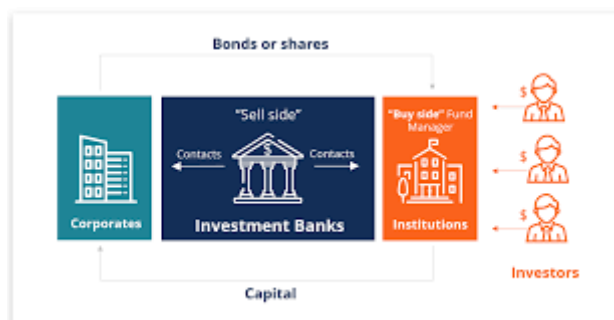 Bonds or shares
"Sell side"
"Buy side" Fund
Manager
$
$
Contacts
Contacts
$
$
Corporates
Investment Banks
Institutions
Investors
Capital